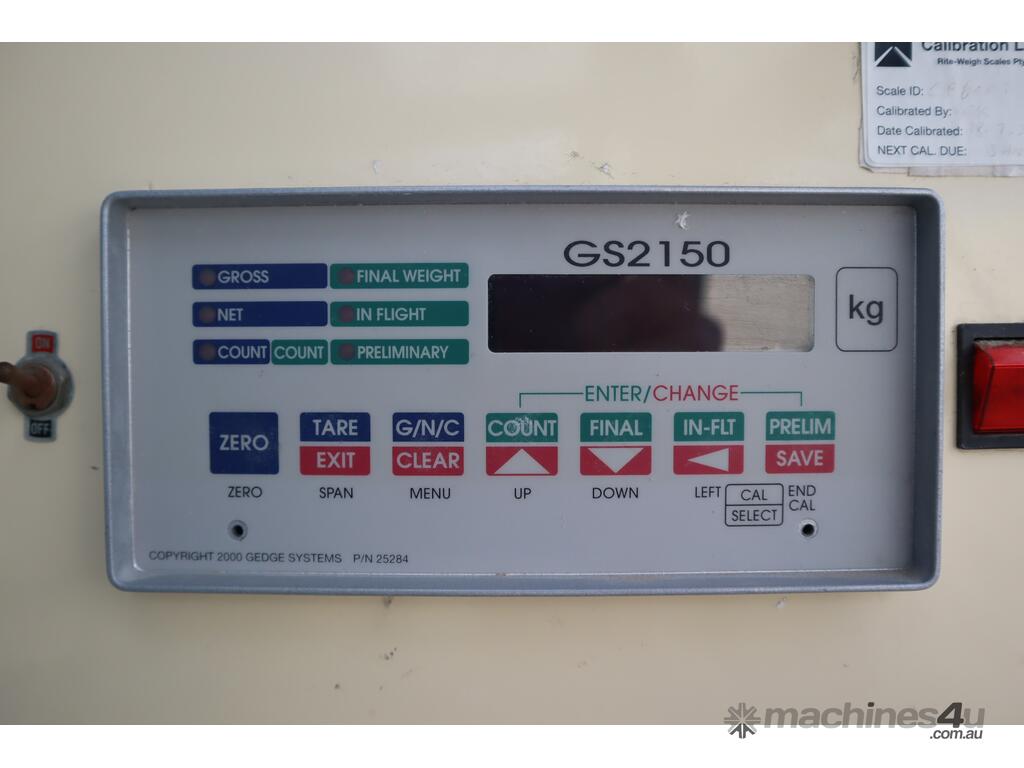 Calibration
Rite-Weigh Scales Pty
Scale ID:
Calibrated By:
Date Calibrated:
NEXT CAL. DUE:
GS2150
GROSS FINAL WEIGHT
NET IN FLIGHT
COUNT COUNT PRELIMINARY
kg
ON
OFF
ENTER/CHANGE
ZERO TARE G/N/C COUNT FINAL IN-FLT PRELIM
EXIT CLEAR SAVE
ZERO SPAN MENU UP DOWN LEFT CAL END
SELECT CAL
COPYRIGHT 2000 GEDGE SYSTEMS P/N 25284
machines4u
.com.au